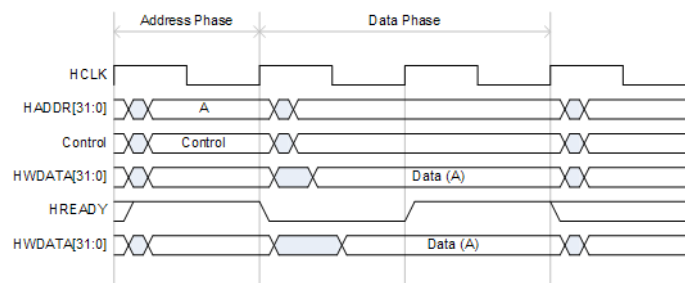 Address Phase Data Phase
HCLK
HADDR[31:0] A
Control Control
HWDATA[31:0] Data (A)
HREADY
HWDATA[31:0] Data (A)